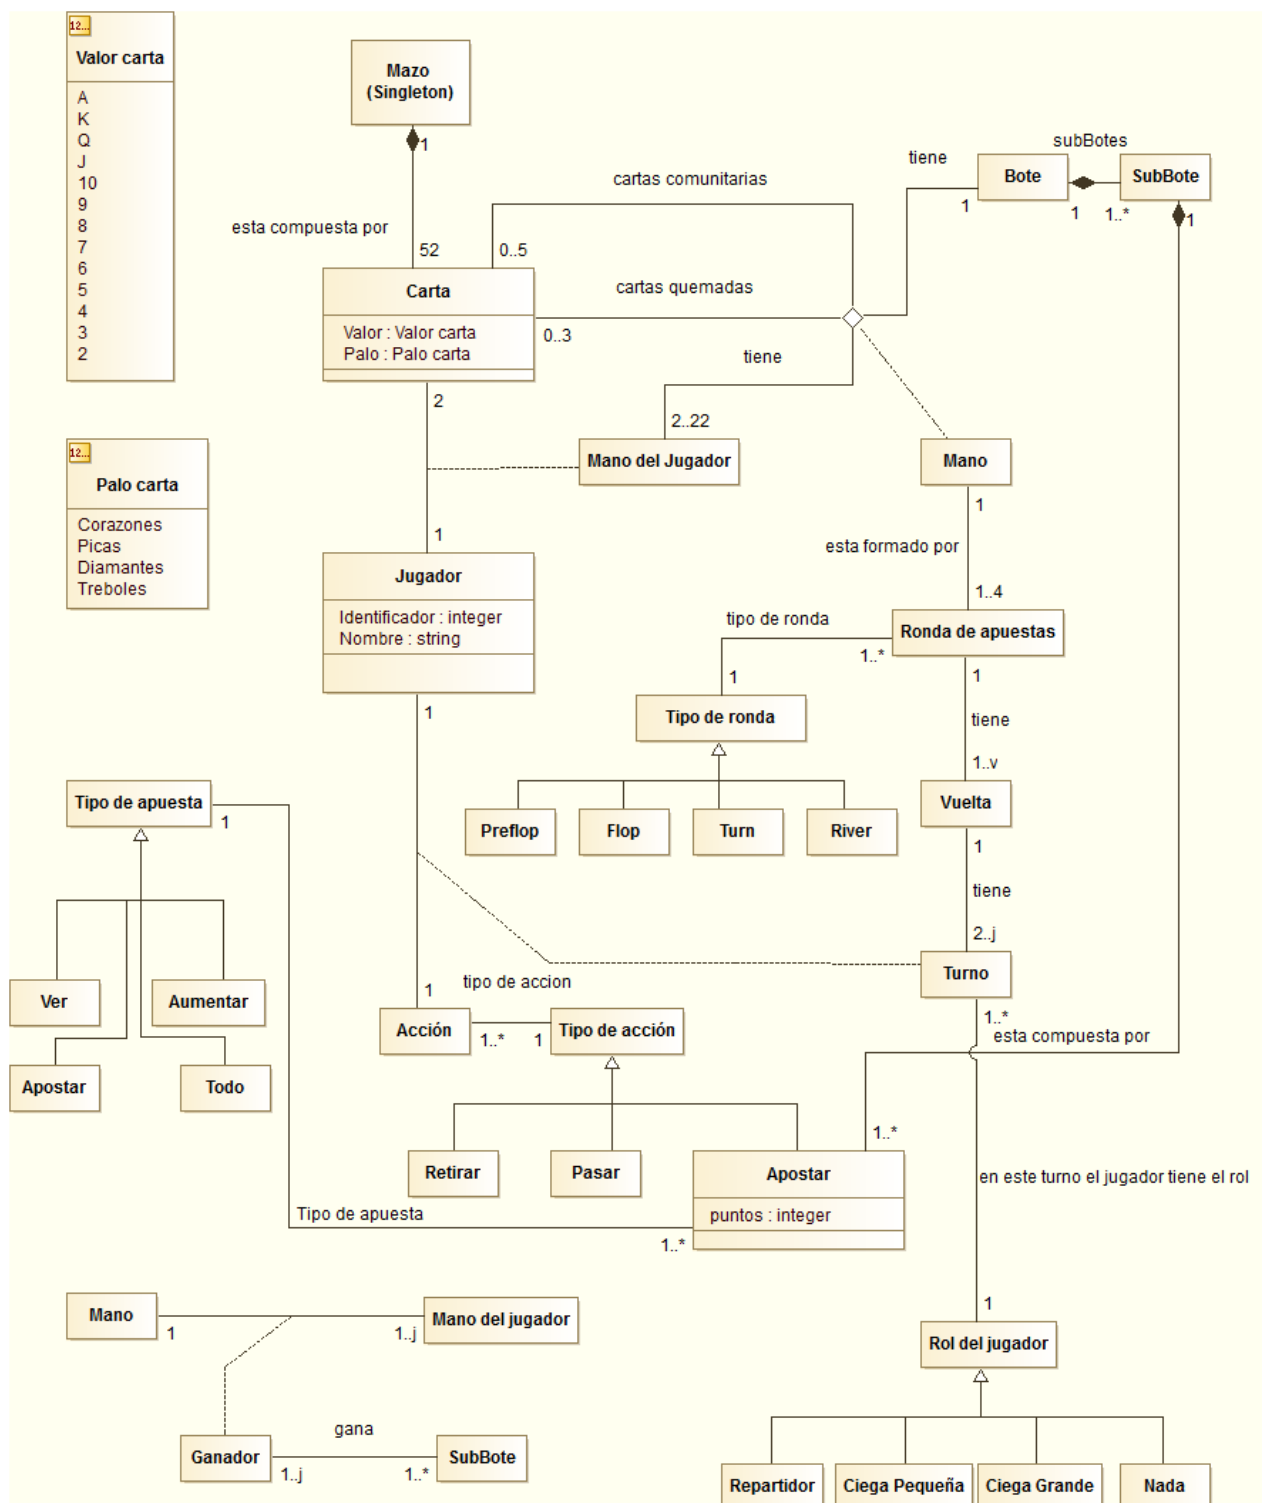 12...
Valor carta
A
K
Q
J
10
9
8
7
6
5
4
3
2
Mazo
(Singleton)
1
esta compuesta por
52
cartas comunitarias
0..5
cartas quemadas
0..3
tiene
1
Bote
subBotes
1
1..*
SubBote
1
Carta
Valor : Valor carta
Palo : Palo carta
2
tiene
2..22
Mano del Jugador
Mano
1
esta formado por
1..4
12...
Palo carta
Corazones
Picas
Diamantes
Treboles
1
Jugador
Identificador : integer
Nombre : string
1
tipo de ronda
1..*
Ronda de apuestas
1
1
Tipo de ronda
tiene
1..v
Preflop
Flop
Turn
River
Vuelta
1
tiene
2..j
Tipo de apuesta
1
Ver
Aumentar
Apostar
Todo
Turno
1..*
esta compuesta por
tipo de accion
1
Acción
1..*
1
Tipo de acción
Retirar
Pasar
1..*
Apostar
puntos : integer
Tipo de apuesta
1..*
en este turno el jugador tiene el rol
1
Rol del jugador
Repartidor
Ciega Pequeña
Ciega Grande
Nada
Mano
1
1..j
Mano del jugador
Ganador
gana
1..j
1..*
SubBote